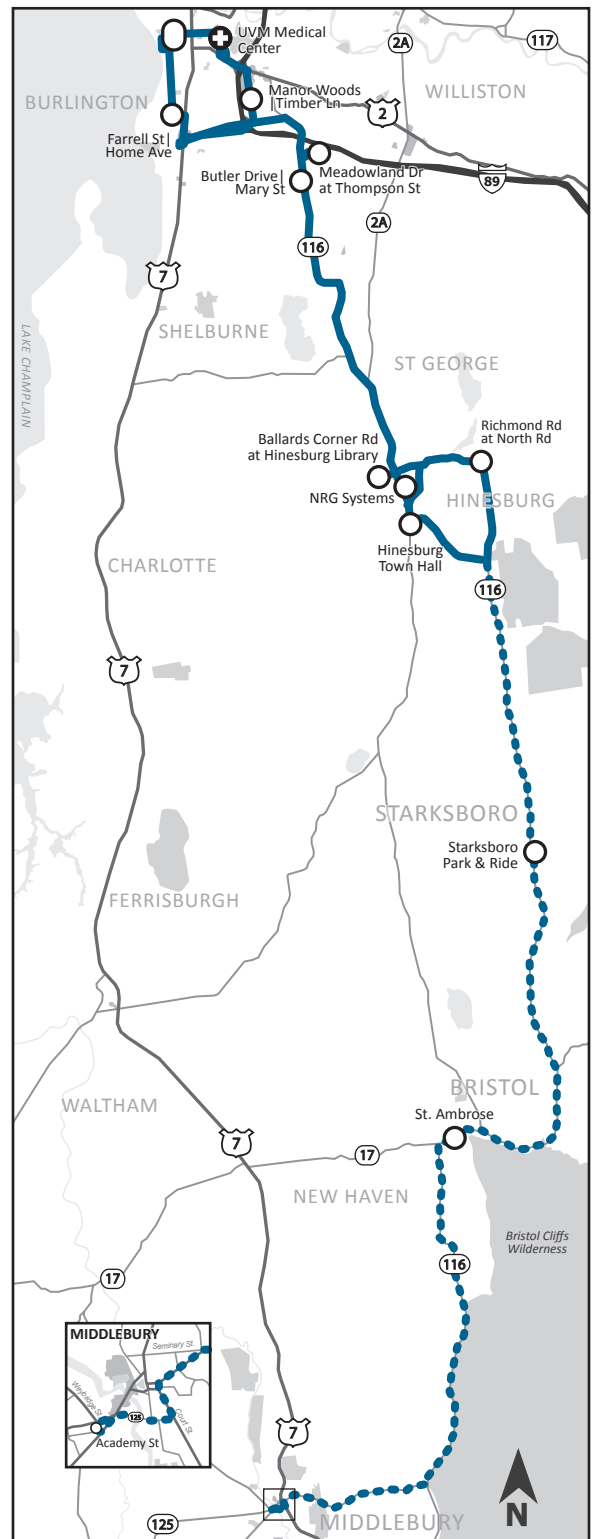 UVM Medical
Center
2A
117
BURLINGTON
Manor Woods
|Timber Ln
WILLISTON
2
Farrell St|
Home Ave
Butler Drive|
Mary St
Meadowland Dr
at Thompson St
89
2A
116
7
LAKE CHAMPLAIN
SHELBURNE
ST GEORGE
Ballards Corner Rd
at Hinesburg Library
Richmond Rd
at North Rd
NRG Systems
HINESBURG
Hinesburg
Town Hall
CHARLOTTE
116
7
STARKSBORO
Starksboro
Park & Ride
FERRISBURGH
BRISTOL
WALTHAM
St. Ambrose
7
17
NEW HAVEN
Bristol Cliffs
Wilderness
116
17
MIDDLEBURY
Seminary St.
Weybridge St
125
Court St
Academy St
7
125
MIDDLEBURY
N